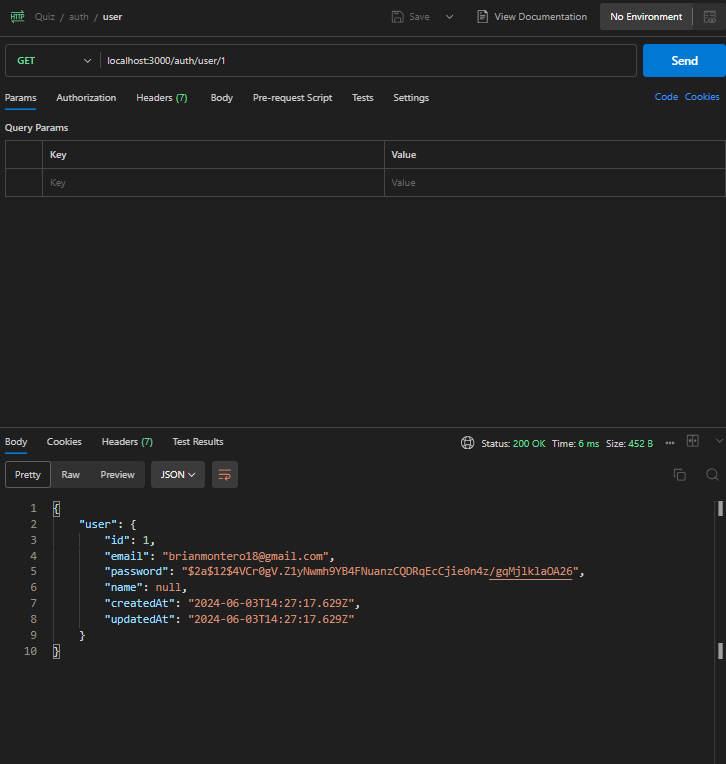 HTTP Quiz / auth / user Save View Documentation No Environment
GET localhost:3000/auth/user/1 Send
Params Authorization Headers (7) Body Pre-request Script Tests Settings Code Cookies
Query Params
Key Value
Key Value
Body Cookies Headers (7) Test Results Status: 200 OK Time: 6 ms Size: 452 B
Pretty Raw Preview JSON
1 {
2 "user": {
3 "id": 1,
4 "email": "brianmontero18@gmail.com",
5 "password": "$2a$12$4VCr0gV.Z1yNwmh9YB4FNuanzCQDRqEcCjie0n4z/gqMjlklaOA26",
6 "name": null,
7 "createdAt": "2024-06-03T14:27:17.629Z",
8 "updatedAt": "2024-06-03T14:27:17.629Z"
9 }
10 }